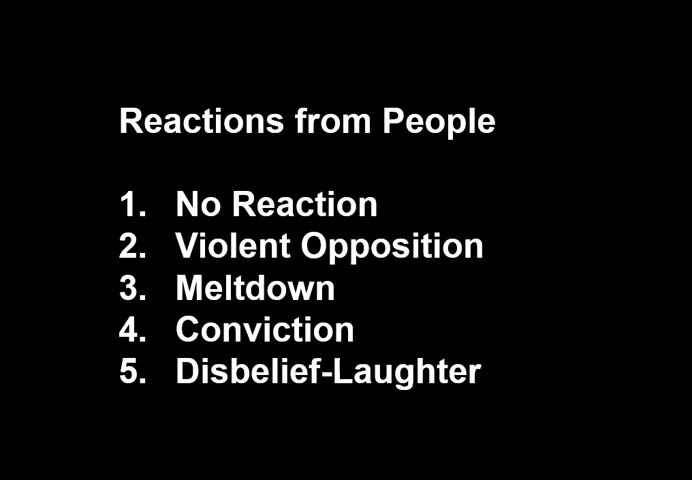 Reactions from People
1. No Reaction
2. Violent Opposition
3. Meltdown
4. Conviction
5. Disbelief-Laughter